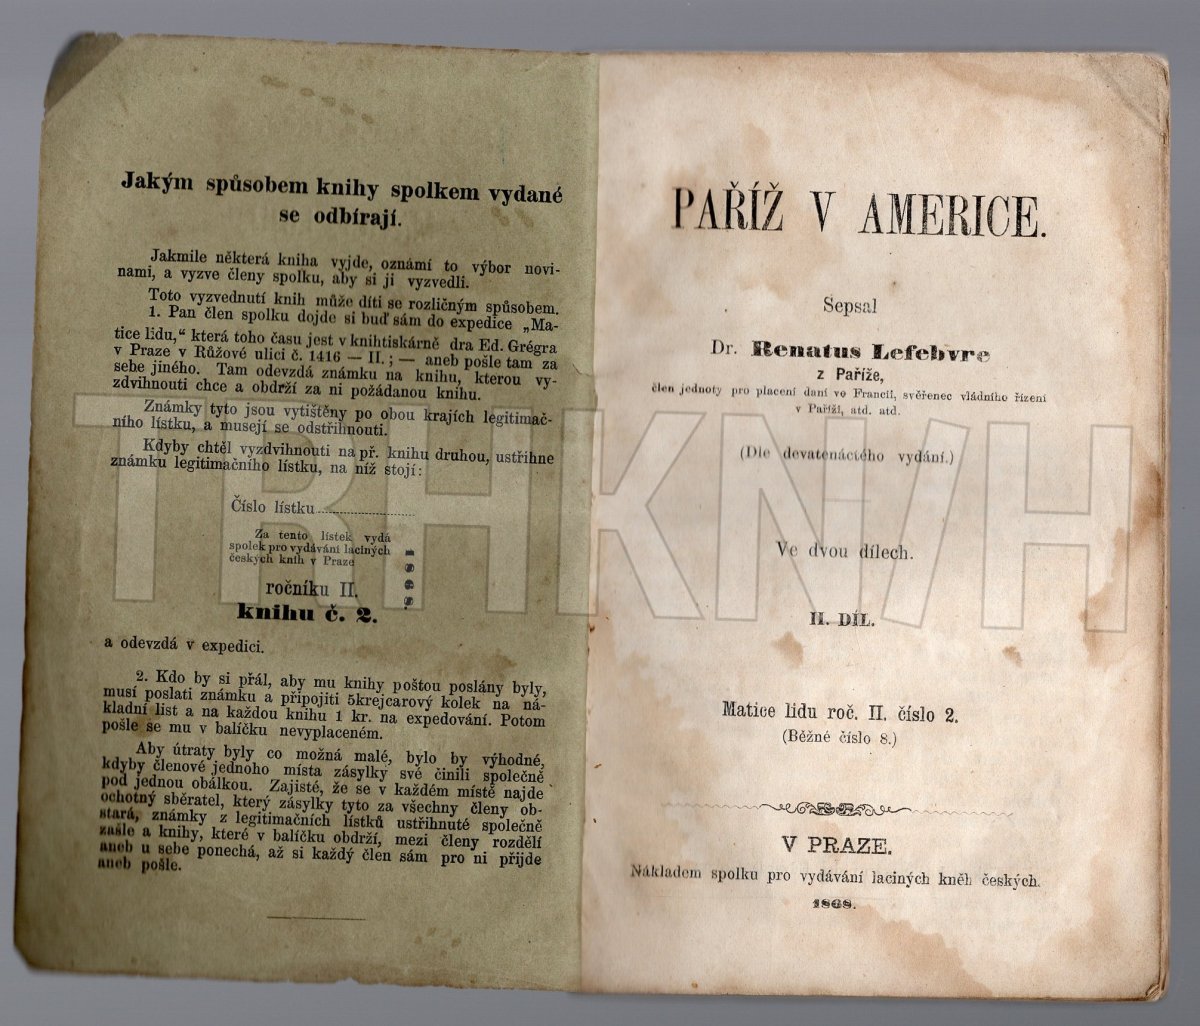 Jakým spůsobem knihy spolkem vydané
se odbírají.
Jakmile některá kniha vyjde, oznámí to výbor novi-
nami, a vyzve členy spolku, aby si ji vyzvedli.
Toto vyzvednutí knih může díti se rozličným spůsobem.
1. Pan člen spolku dojde si buď sám do expedice „Ma-
tice lidu,“ která toho času jest v knihtiskárně dra Ed. Grégra
v Praze v Růžové ulici č. 1416 — II.; — aneb pošle tam za
sebe jiného. Tam odevzdá známku na knihu, kterou vy-
zdvihnouti chce a obdrží za ni požádanou knihu.
Známky tyto jsou vytištěny po obou krajích legitimač-
ního lístku, a musejí se odstřihnouti.
Kdyby chtěl vyzdvihnouti na př. knihu druhou, ustřihne
známku legitimačního lístku, na níž stojí:
Číslo lístku
Za tento lístek vydá
spolek pro vydávání laciných
českých knih v Praze
1868.
ročníku II.
knihu č. 2.
a odevzdá v expedici.
2. Kdo by si přál, aby mu knihy poštou poslány byly,
musí poslati známku a připojiti 5krejcarový kolek na ná-
kladní list a na každou knihu 1 kr. na expedování. Potom
pošle se mu v balíčku nevyplaceném.
Aby útraty byly co možná malé, bylo by výhodné,
kdyby členové jednoho místa zásylky své činili společně
pod jednou obálkou. Zajisté, že se v každém místě najde
ochotný sběratel, který zásylky tyto za všechny členy ob-
stará, známky z legitimačních lístků ustřihnuté společně
zašle a knihy, které v balíčku obdrží, mezi členy rozdělí
aneb u sebe ponechá, až si každý člen sám pro ni přijde
aneb pošle.
PAŘÍŽ V AMERICE.
Sepsal
Dr. Renatus Lefebvre
z Paříže,
člen jednoty pro placení daní ve Francii, svěřenec vládního řízení
v Paříži, atd. atd.
(Dle devatenáctého vydání.)
Ve dvou dílech.
II. DÍL.
Matice lidu roč. II. číslo 2.
(Běžné číslo 8.)
V PRAZE.
Nákladem spolku pro vydávání laciných kněh českých.
1868.
TRHKNIH